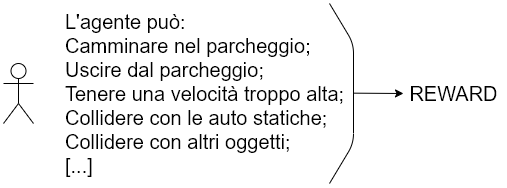 L'agente può:
Camminare nel parcheggio;
Uscire dal parcheggio;
Tenere una velocità troppo alta;
Collidere con le auto statiche;
Collidere con altri oggetti;
[...]
REWARD